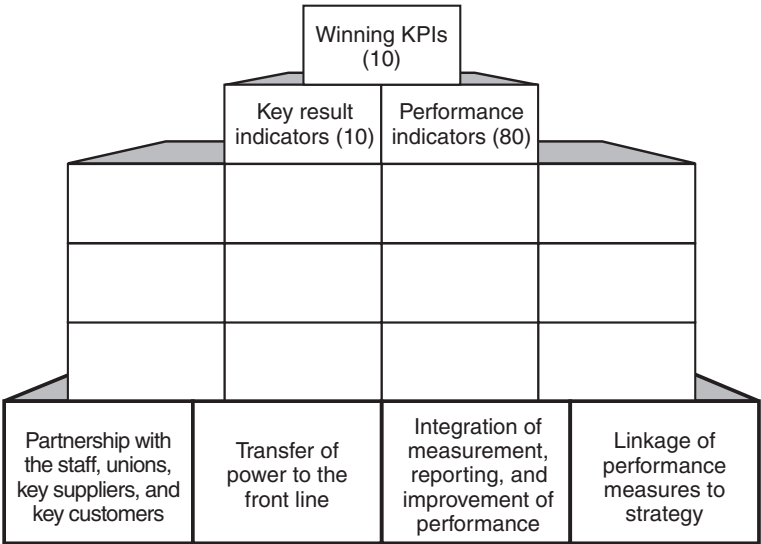 Winning KPIs
(10)
Key result
indicators (10)
Performance
indicators (80)
Partnership with
the staff, unions,
key suppliers, and
key customers
Transfer of
power to the
front line
Integration of
measurement,
reporting, and
improvement of
performance
Linkage of
performance
measures to
strategy